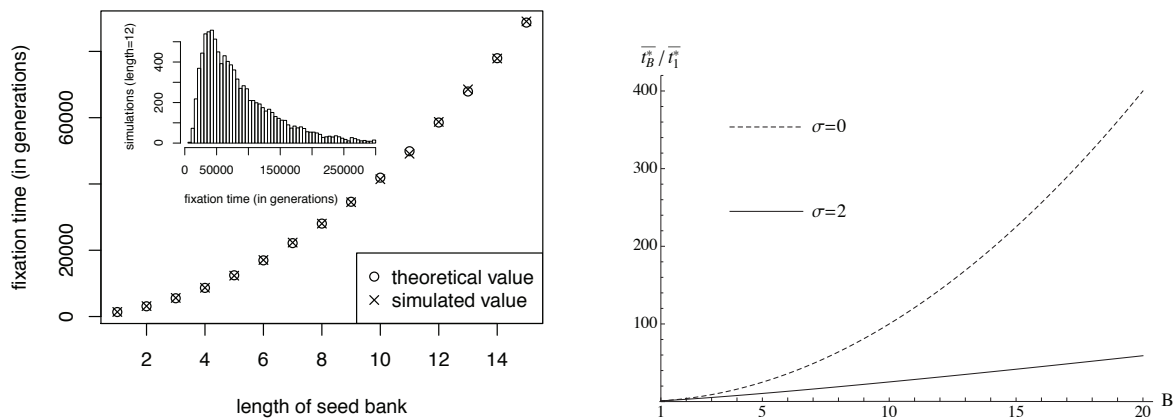 fixation time (in generations)
0
20000
60000
2
4
6
8
10
12
14
length of seed bank
simulations (length=12)
0
200
400
0
50000
150000
250000
fixation time (in generations)
theoretical value
simulated value
t*B / t*1
400
300
200
100
σ=0
σ=2
1
5
10
15
20
B